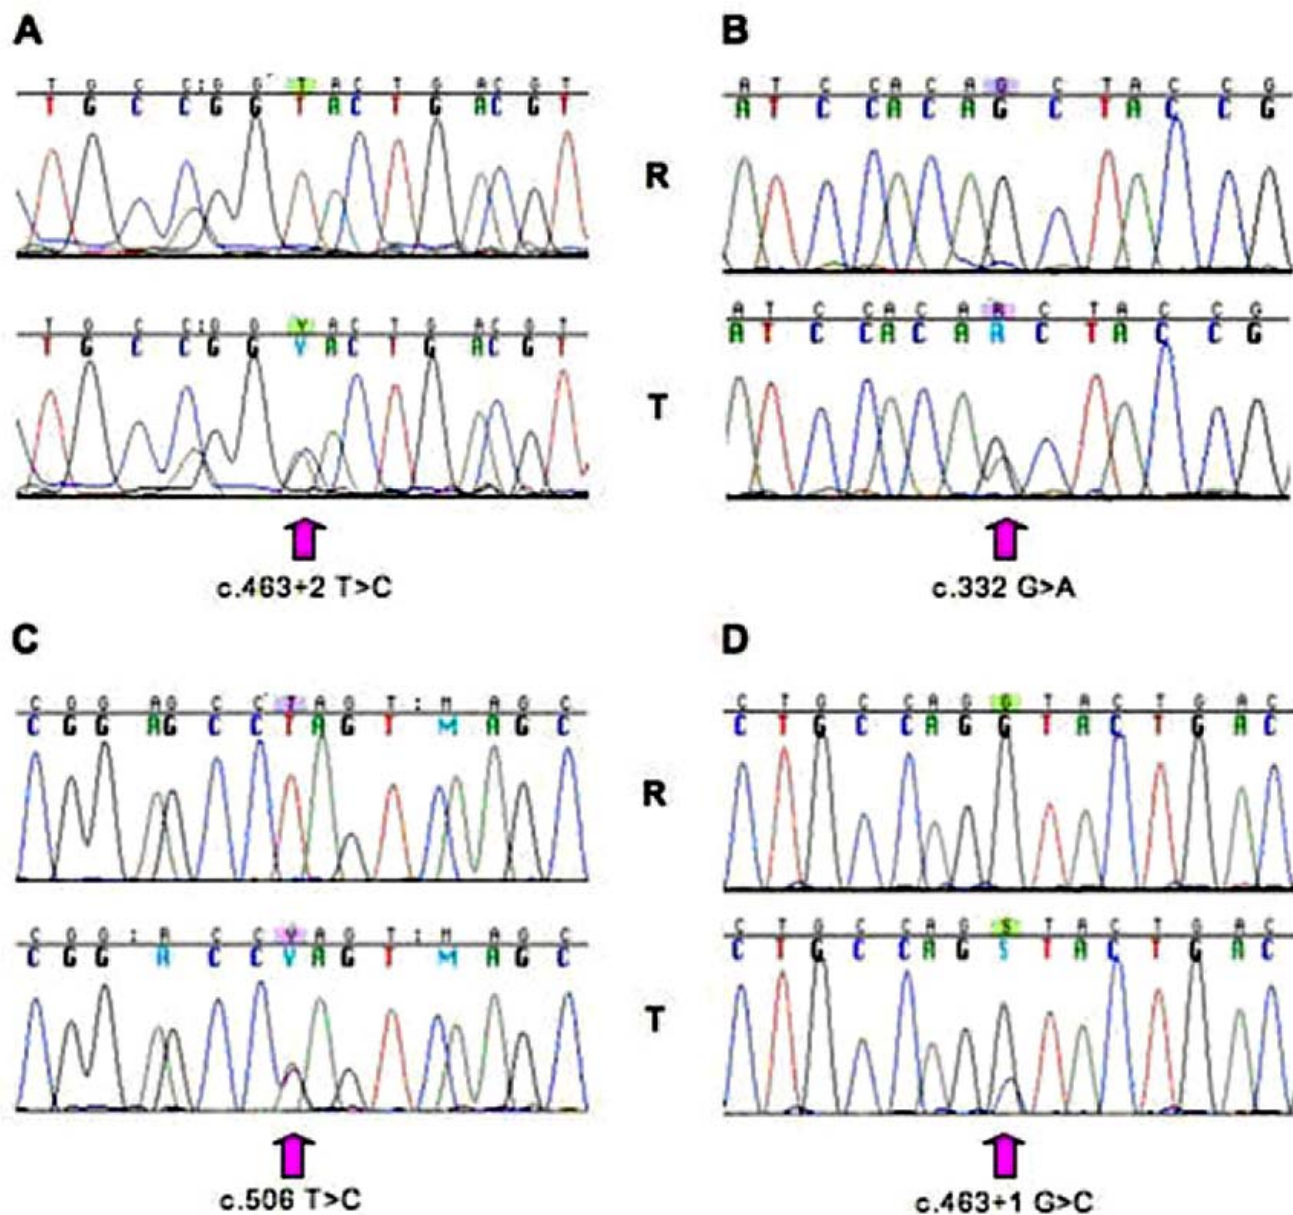 A
T G C C : G G T A C T G A C G T
T G C C G G T A C T G A C G T
R
T G C C : G G Y A C T G A C G T
T G C C G G Y A C T G A C G T
T
c.463+2 T>C
B
A T C C A C A G C T A C C G
A T C C A C A G C T A C C G
A T C C A C A R C T A C C G
A T C C A C A R C T A C C G
c.332 G>A
C
C G G A G C C T A G T : M A G C
C G G A G C C T A G T M A G C
R
C G G : R C C Y A G T : M A G C
C G G R C C Y A G T M A G C
T
c.506 T>C
D
C T G C C A G G T A C T G A C
C T G C C A G G T A C T G A C
C T G C C A G S T A C T G A C
C T G C C A G S T A C T G A C
c.463+1 G>C